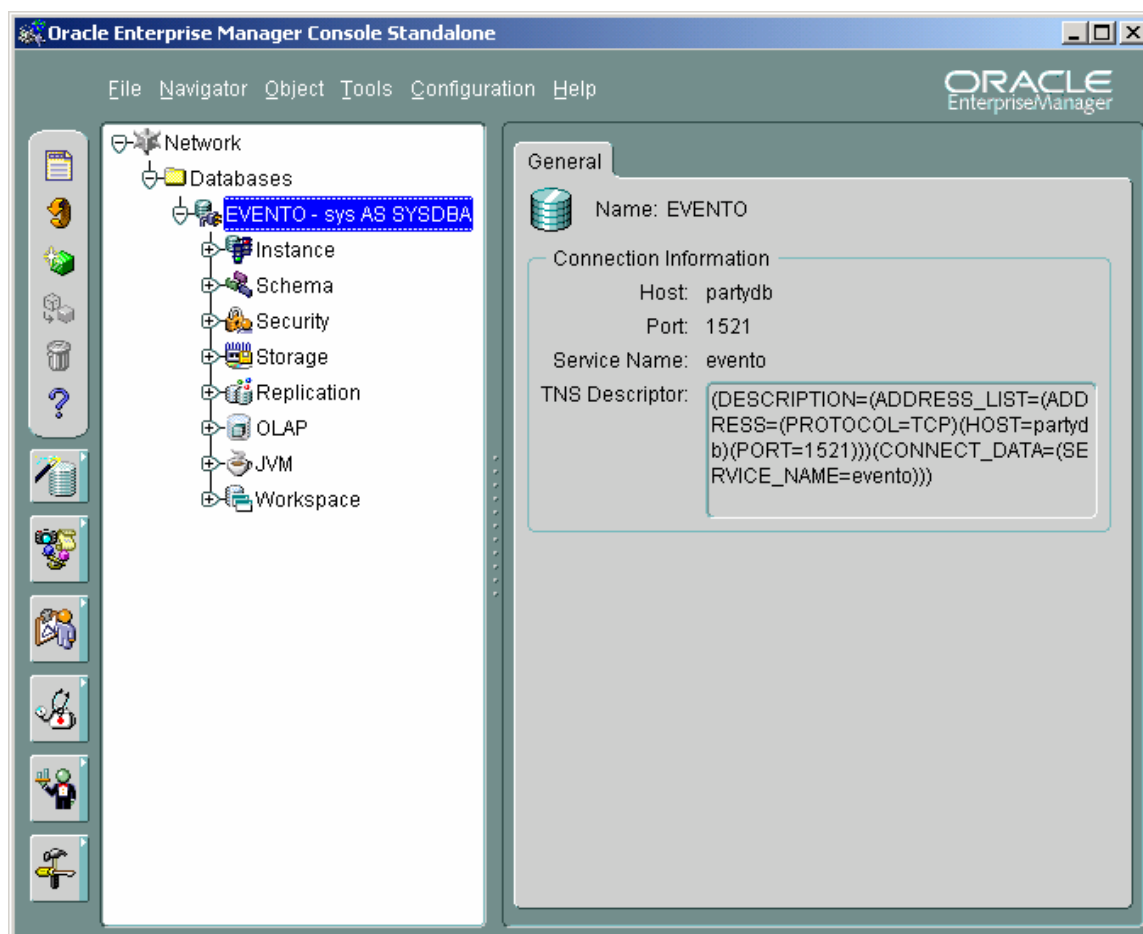 Oracle Enterprise Manager Console Standalone
File Navigator Object Tools Configuration Help
ORACLE
EnterpriseManager
Network
Databases
EVENTO - sys AS SYSDBA
Instance
Schema
Security
Storage
Replication
OLAP
JVM
Workspace
General
Name: EVENTO
Connection Information
Host: partydb
Port: 1521
Service Name: evento
TNS Descriptor: (DESCRIPTION=(ADDRESS_LIST=(ADD
RESS=(PROTOCOL=TCP)(HOST=partyd
b)(PORT=1521)))(CONNECT_DATA=(SE
RVICE_NAME=evento)))